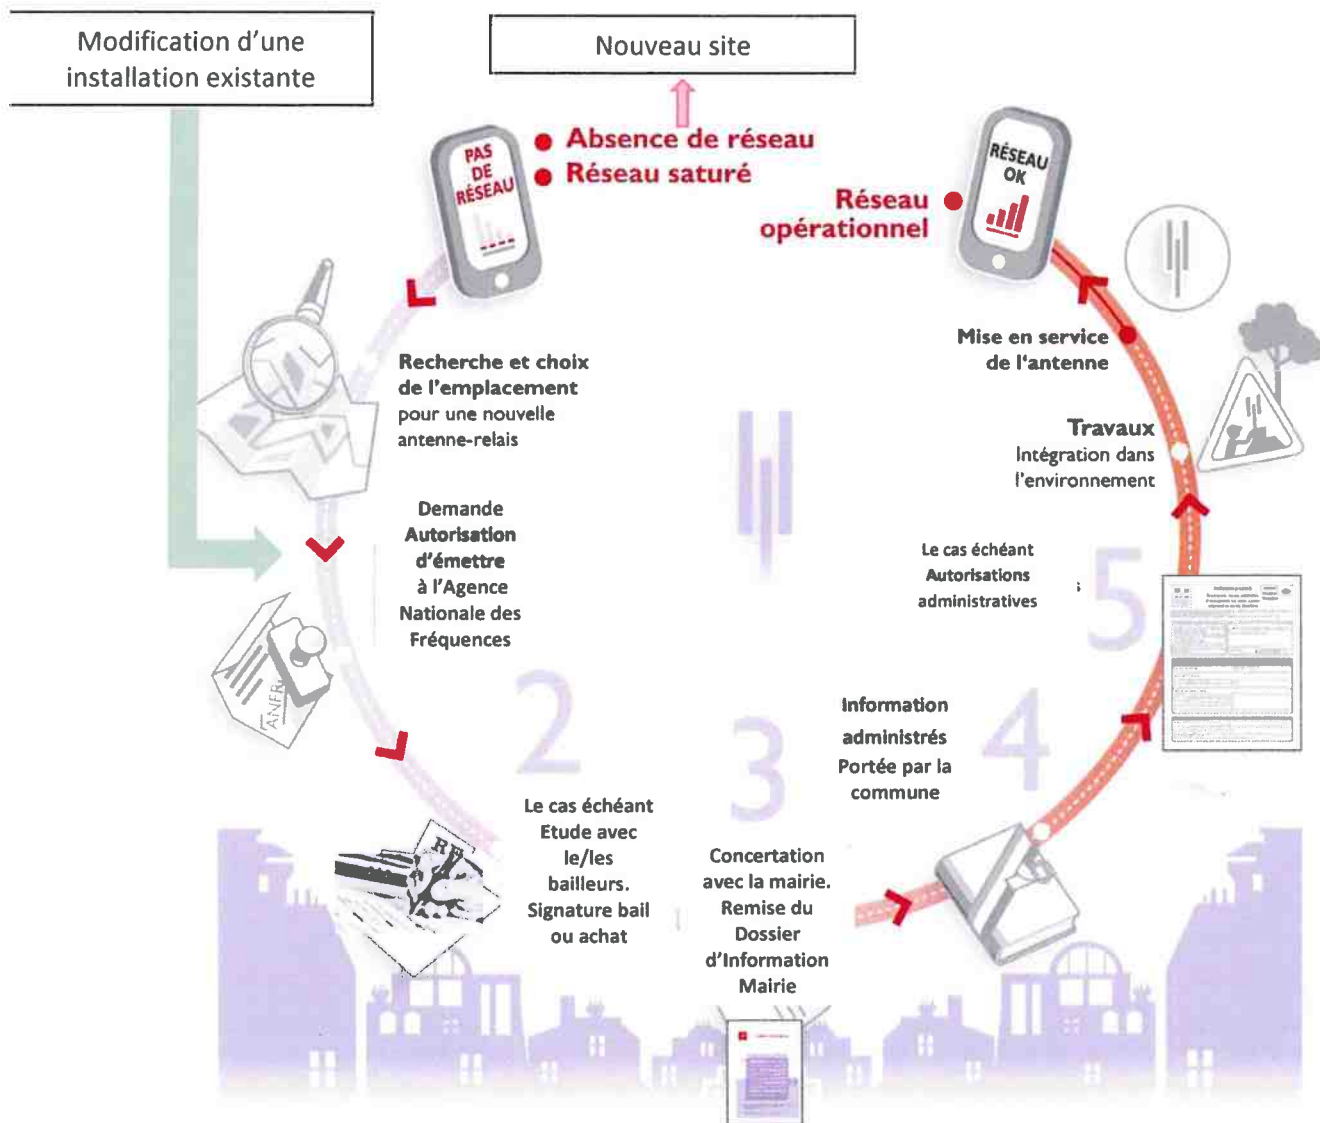 Modification d'une
installation existante
Nouveau site
PAS
DE
RÉSEAU
Absence de réseau
Réseau saturé
Réseau
opérationnel
RÉSEAU
OK
Recherche et choix
de l'emplacement
pour une nouvelle
antenne-relais
Mise en service
de l'antenne
Travaux
Intégration dans
l'environnement
Demande
Autorisation
d'émettre
à l'Agence
Nationale des
Fréquences
ANFR
Le cas échéant
Autorisations
administratives
5
2
Le cas échéant
Etude avec
le/les
bailleurs.
Signature bail
ou achat
RF
3
Concertation
avec la mairie.
Remise du
Dossier
d'Information
Mairie
4
Information
administrés
Portée par la
commune